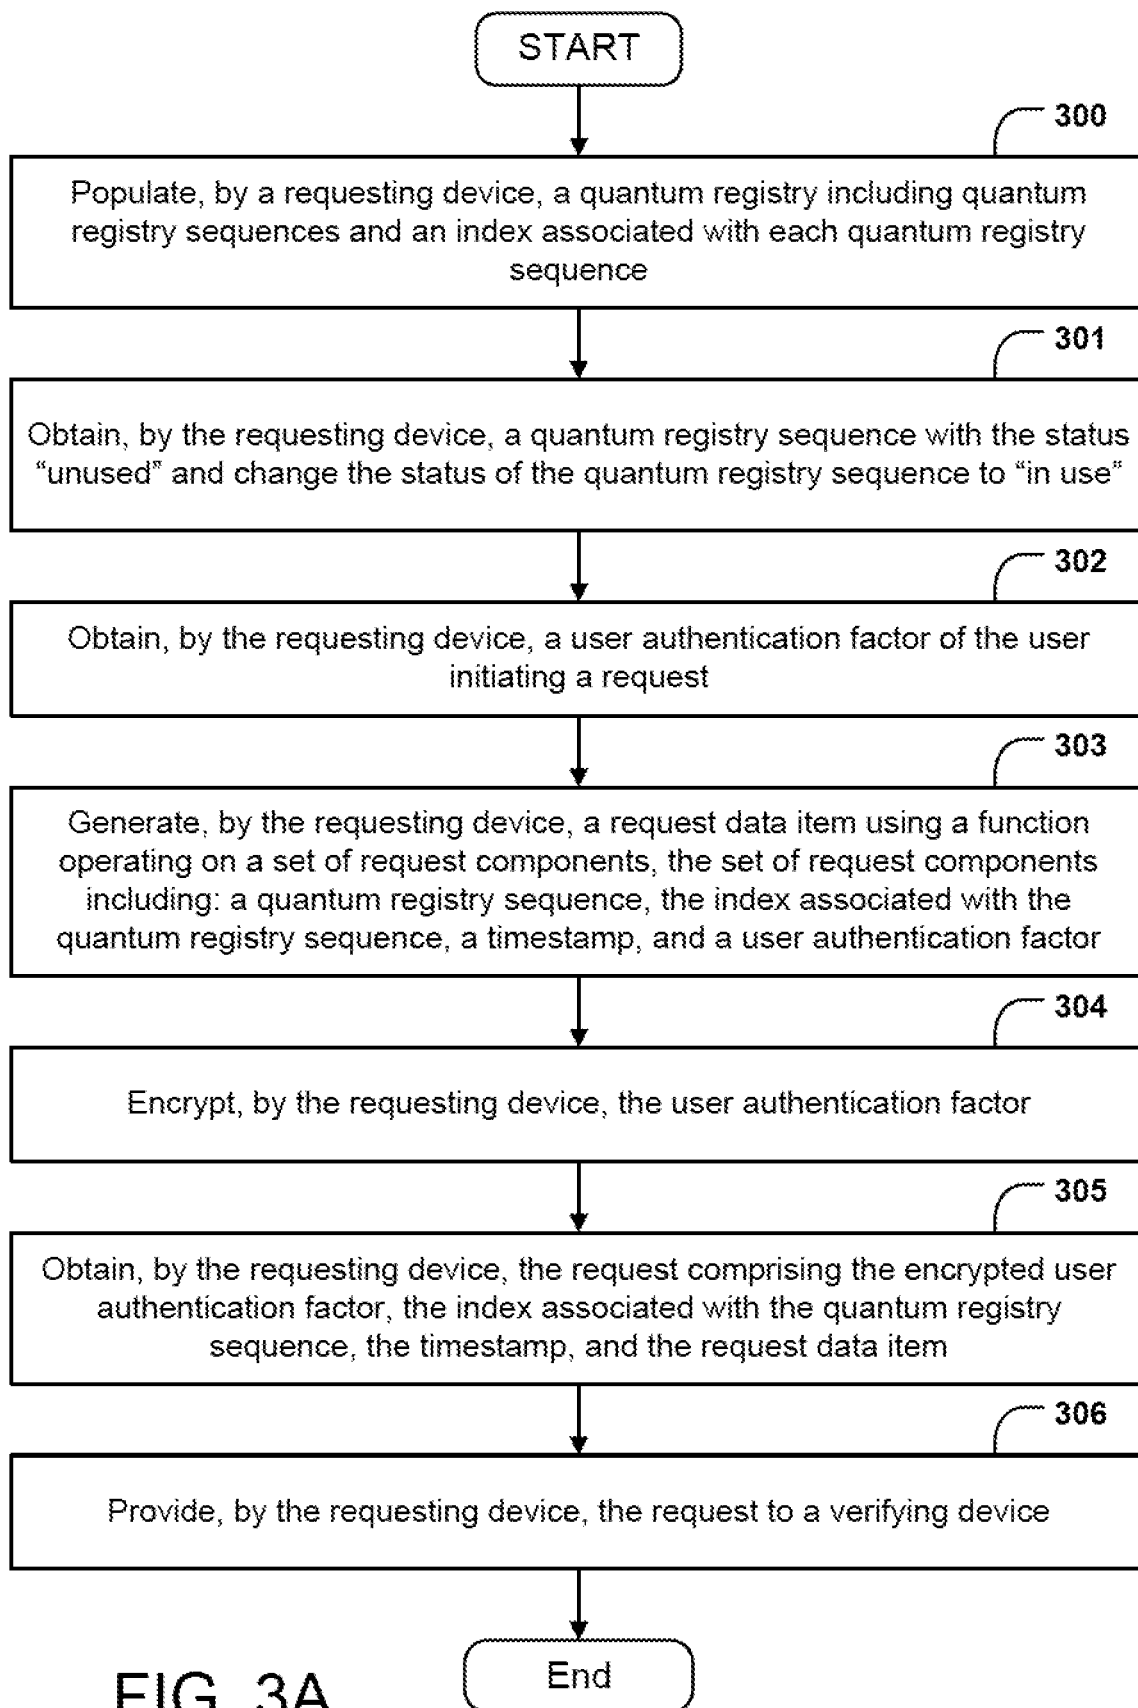 START
300
Populate, by a requesting device, a quantum registry including quantum
registry sequences and an index associated with each quantum registry
sequence
301
Obtain, by the requesting device, a quantum registry sequence with the status
“unused” and change the status of the quantum registry sequence to “in use”
302
Obtain, by the requesting device, a user authentication factor of the user
initiating a request
303
Generate, by the requesting device, a request data item using a function
operating on a set of request components, the set of request components
including: a quantum registry sequence, the index associated with the
quantum registry sequence, a timestamp, and a user authentication factor
304
Encrypt, by the requesting device, the user authentication factor
305
Obtain, by the requesting device, the request comprising the encrypted user
authentication factor, the index associated with the quantum registry
sequence, the timestamp, and the request data item
306
Provide, by the requesting device, the request to a verifying device
End
FIG. 3A